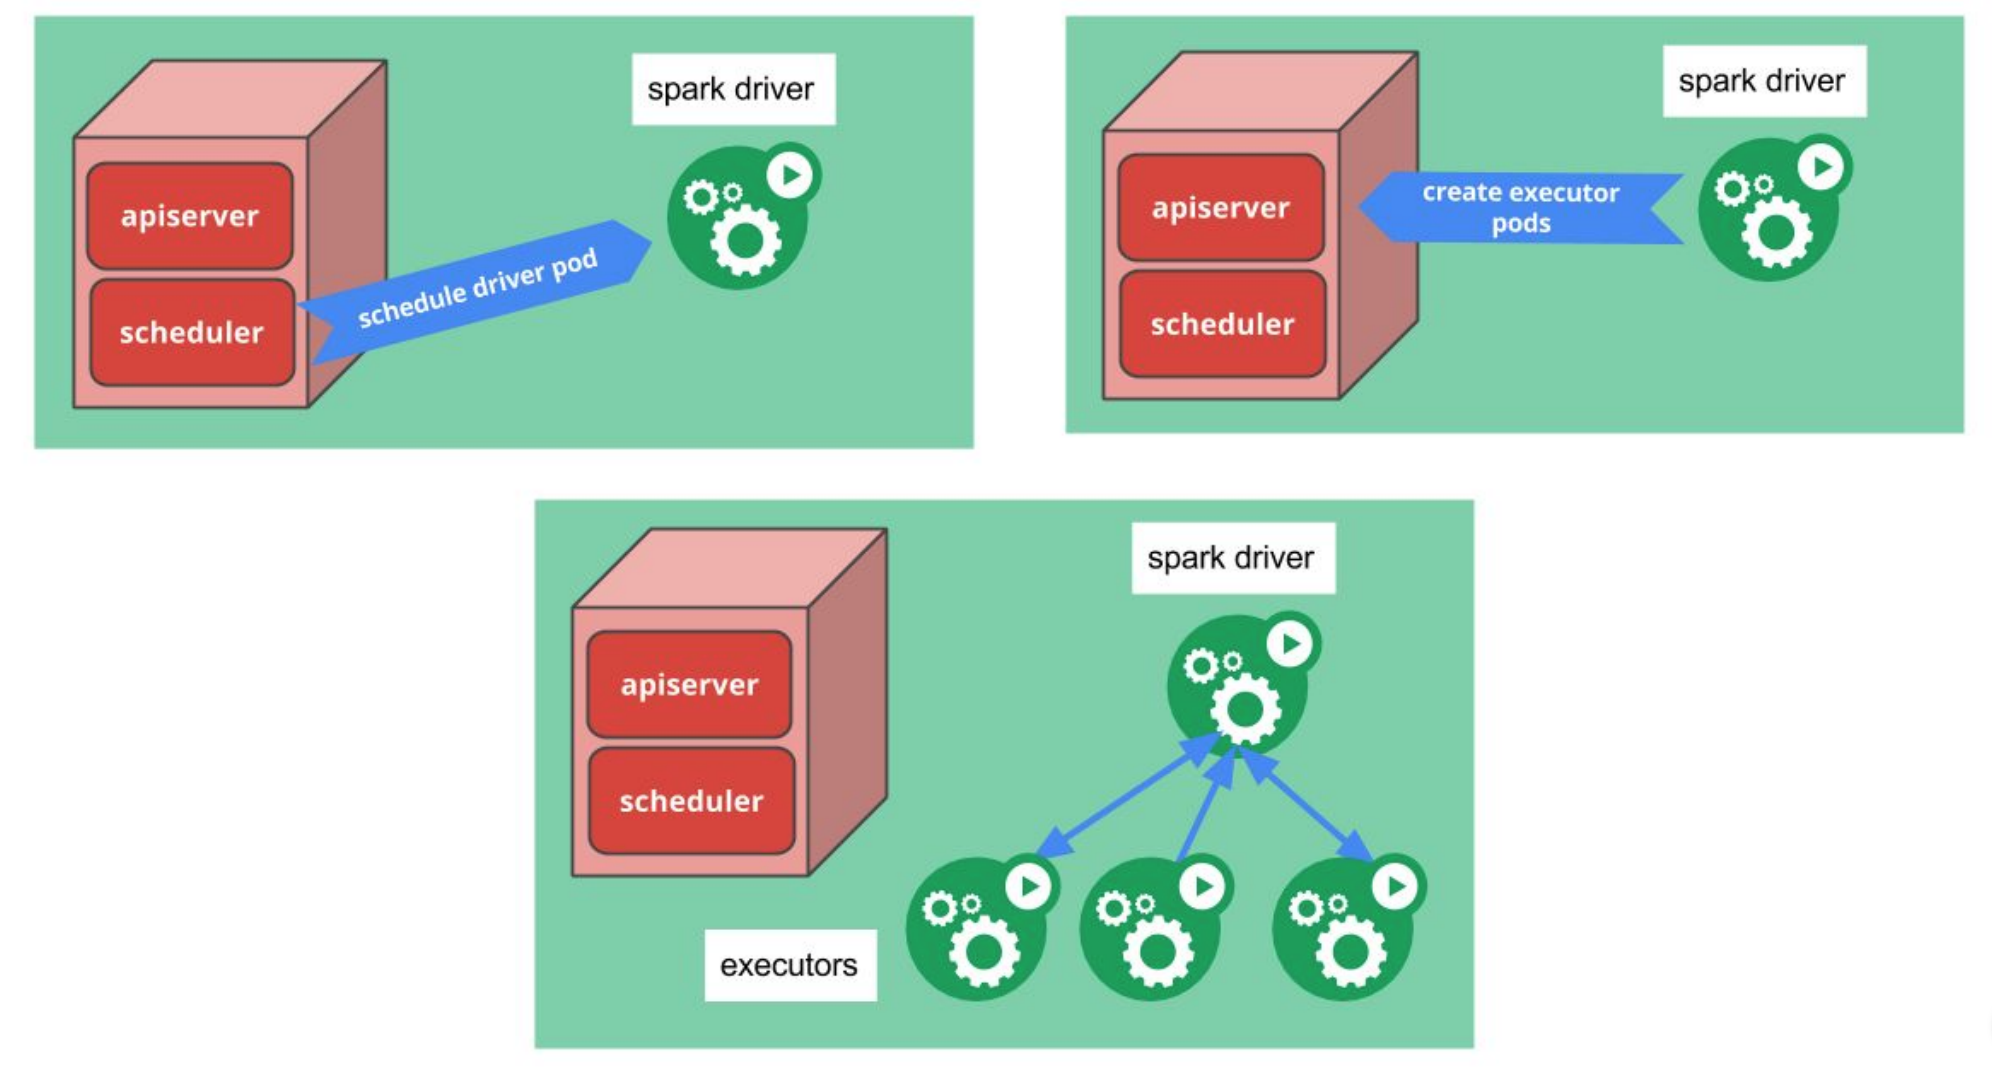 spark driver
apiserver
schedule driver pod
scheduler
spark driver
apiserver
create executor
pods
scheduler
spark driver
apiserver
scheduler
executors